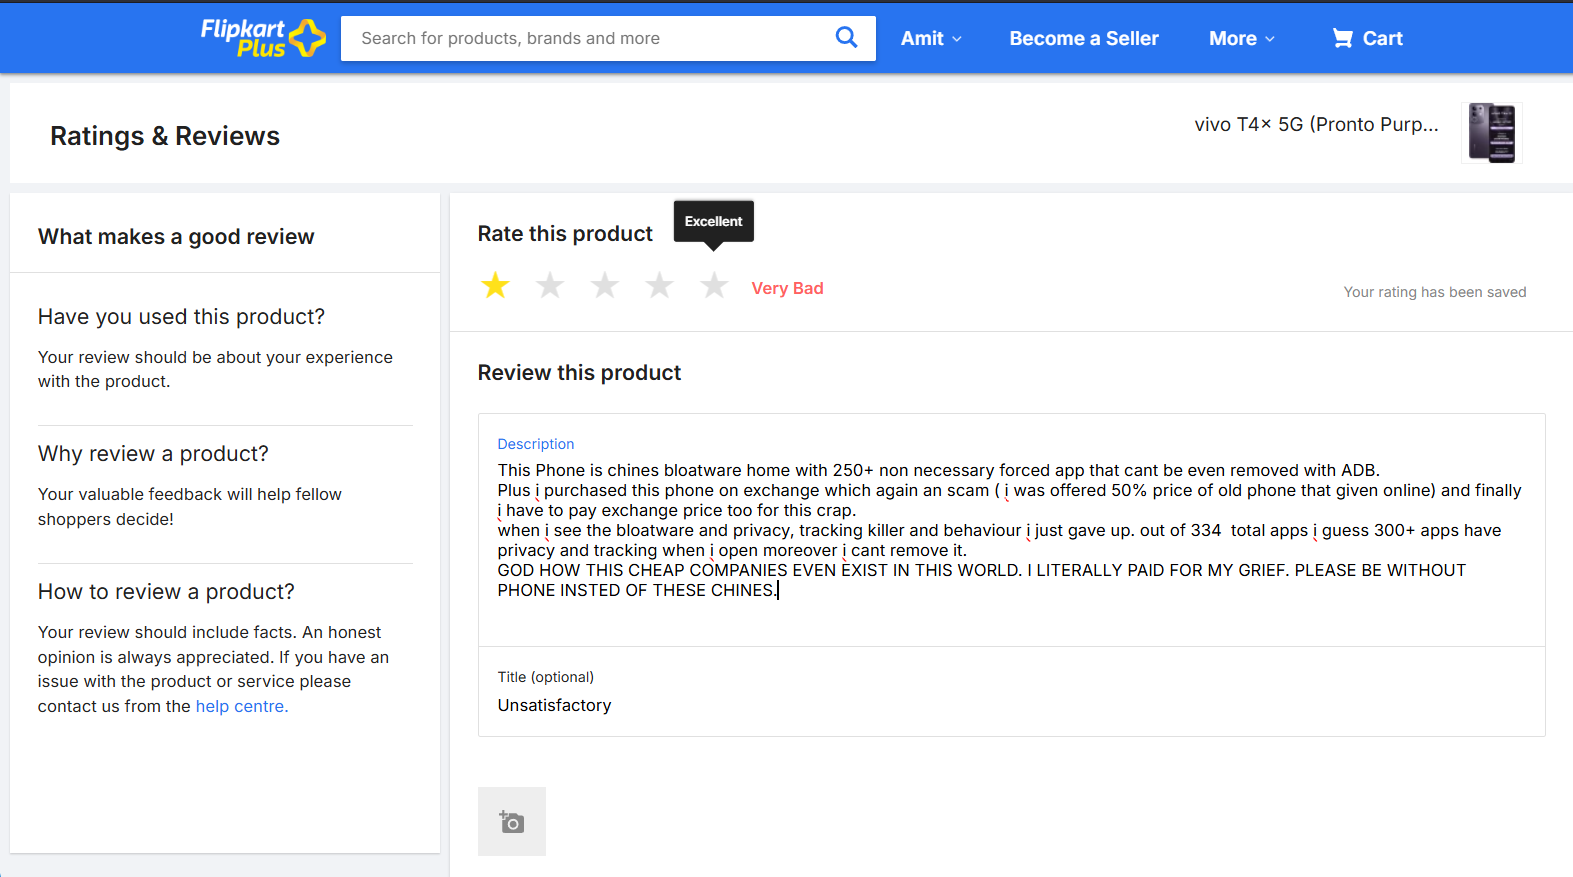 Flipkart
Plus
Search for products, brands and more
Amit
Become a Seller
More
Cart
Ratings & Reviews
vivo T4x 5G (Pronto Purp...
What makes a good review
Have you used this product?
Your review should be about your experience
with the product.
Why review a product?
Your valuable feedback will help fellow
shoppers decide!
How to review a product?
Your review should include facts. An honest
opinion is always appreciated. If you have an
issue with the product or service please
contact us from the help centre.
Rate this product
Excellent
Very Bad
Your rating has been saved
Review this product
Description
This Phone is chines bloatware home with 250+ non necessary forced app that cant be even removed with ADB.
Plus i purchased this phone on exchange which again an scam ( i was offered 50% price of old phone that given online) and finally
i have to pay exchange price too for this crap.
when i see the bloatware and privacy, tracking killer and behaviour i just gave up. out of 334  total apps i guess 300+ apps have
privacy and tracking when i open moreover i cant remove it.
GOD HOW THIS CHEAP COMPANIES EVEN EXIST IN THIS WORLD. I LITERALLY PAID FOR MY GRIEF. PLEASE BE WITHOUT
PHONE INSTED OF THESE CHINES.
Title (optional)
Unsatisfactory